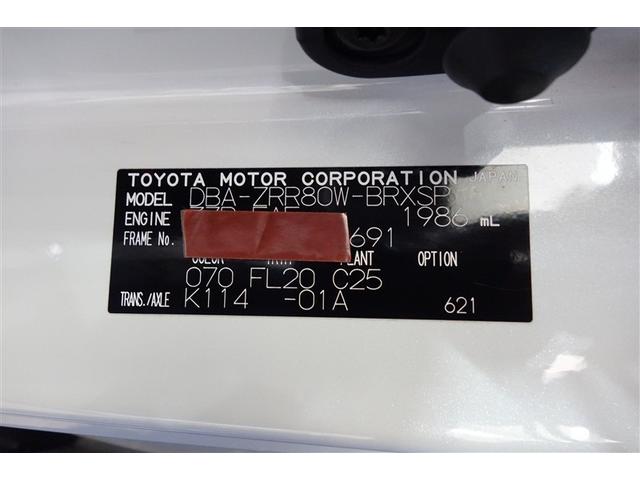 TOYOTA MOTOR CORPORATION JAPAN
MODEL DBA-ZRR80W-BRXSP
ENGINE 1986 mL
FRAME No. 691
COLOR TRIM PLANT OPTION
070 FL20 C25
TRANS./AXLE K114 -01A 621